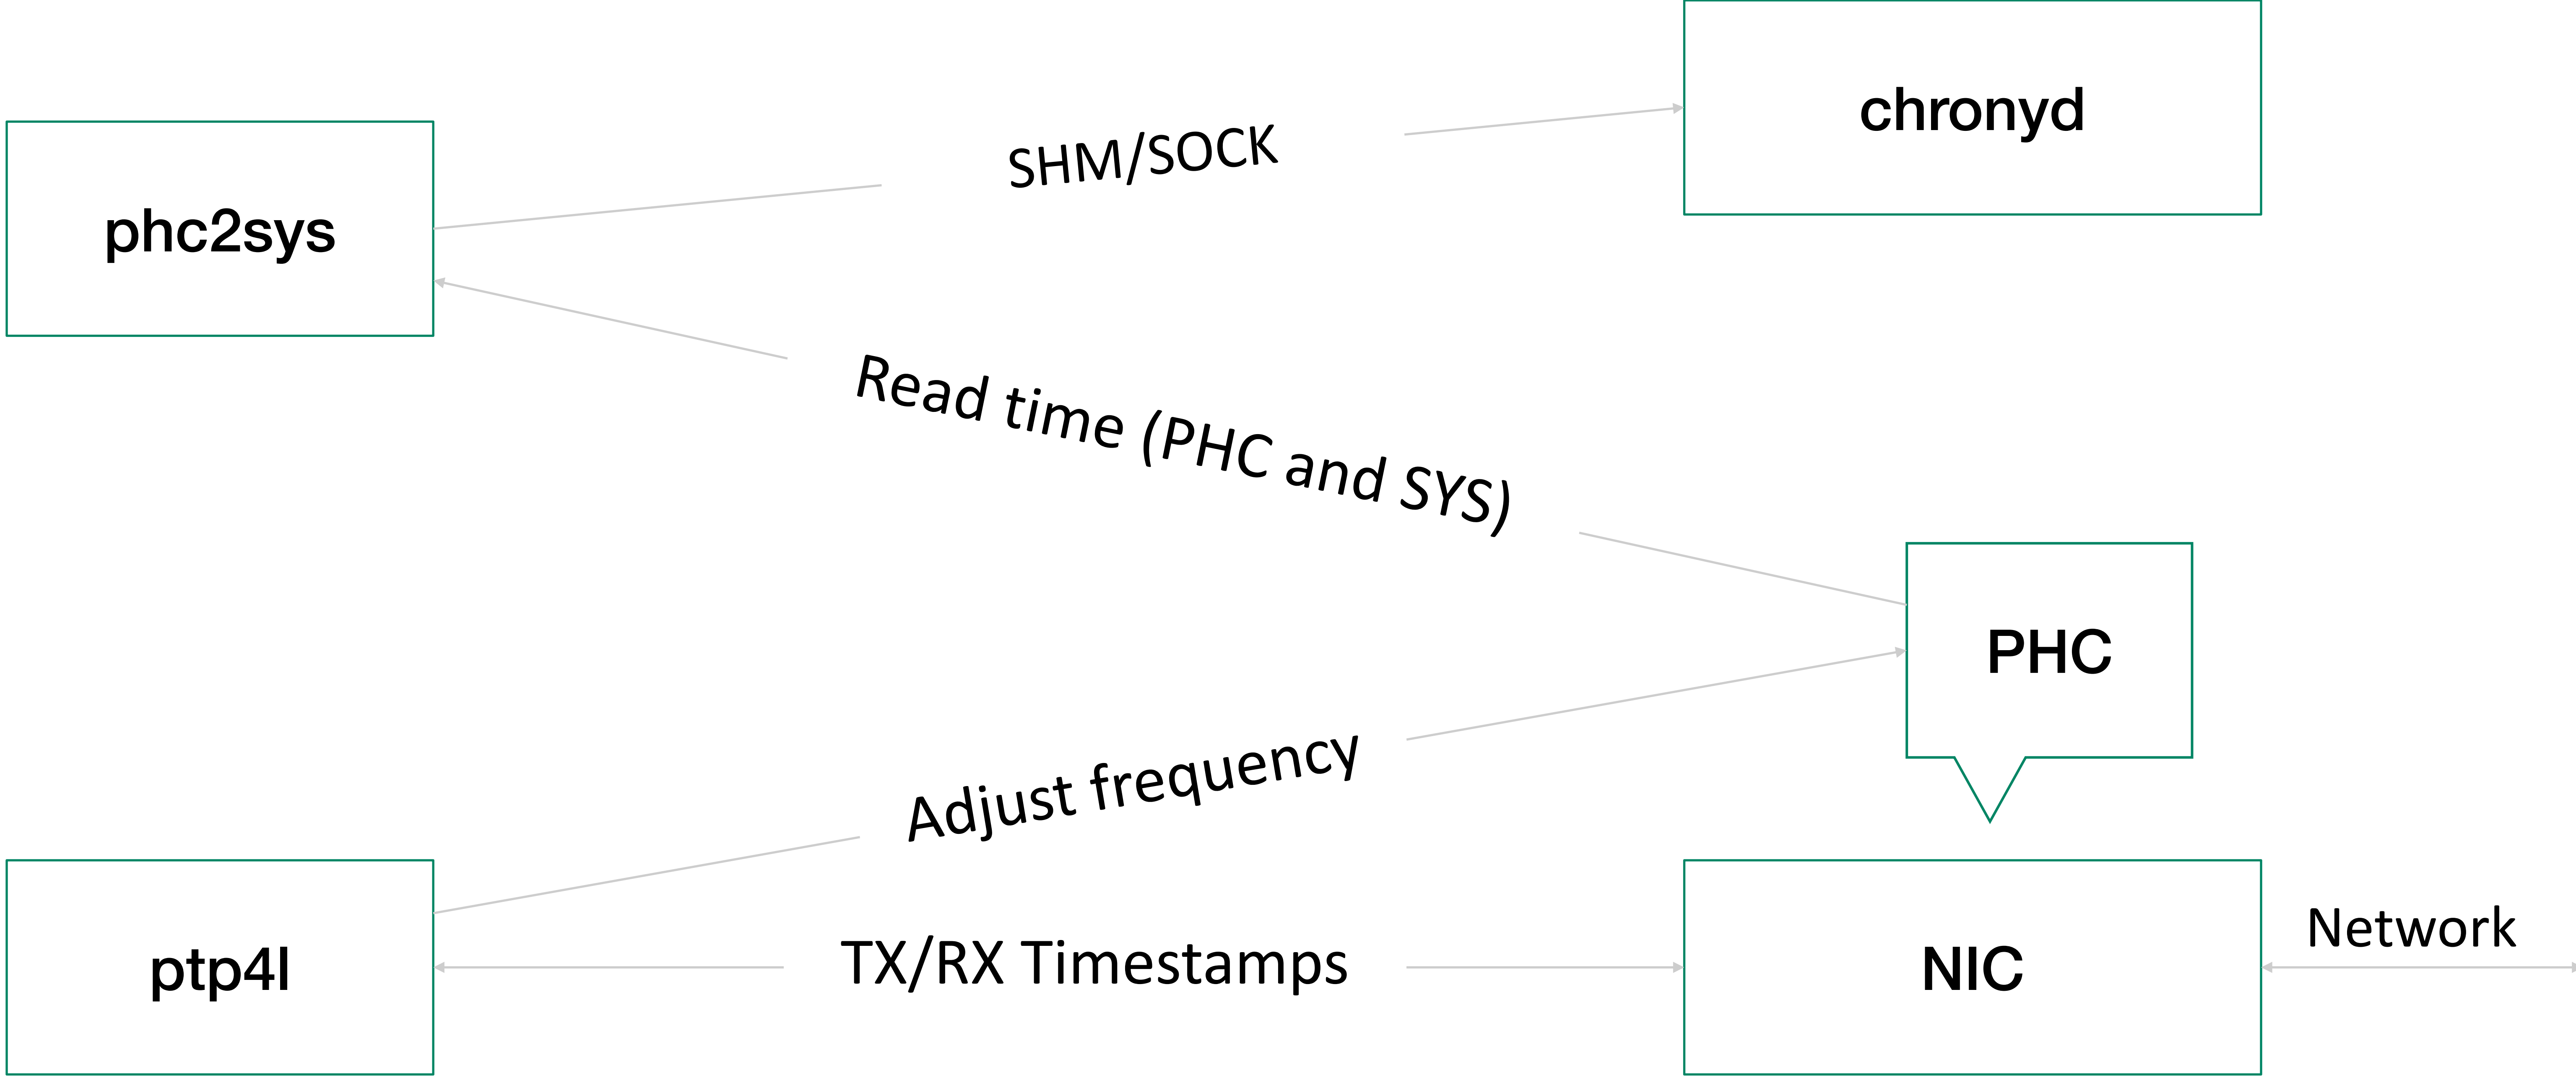 chronyd
SHM/SOCK
phc2sys
Read time (PHC and SYS)
PHC
Adjust frequency
ptp4l
TX/RX Timestamps
NIC
Network